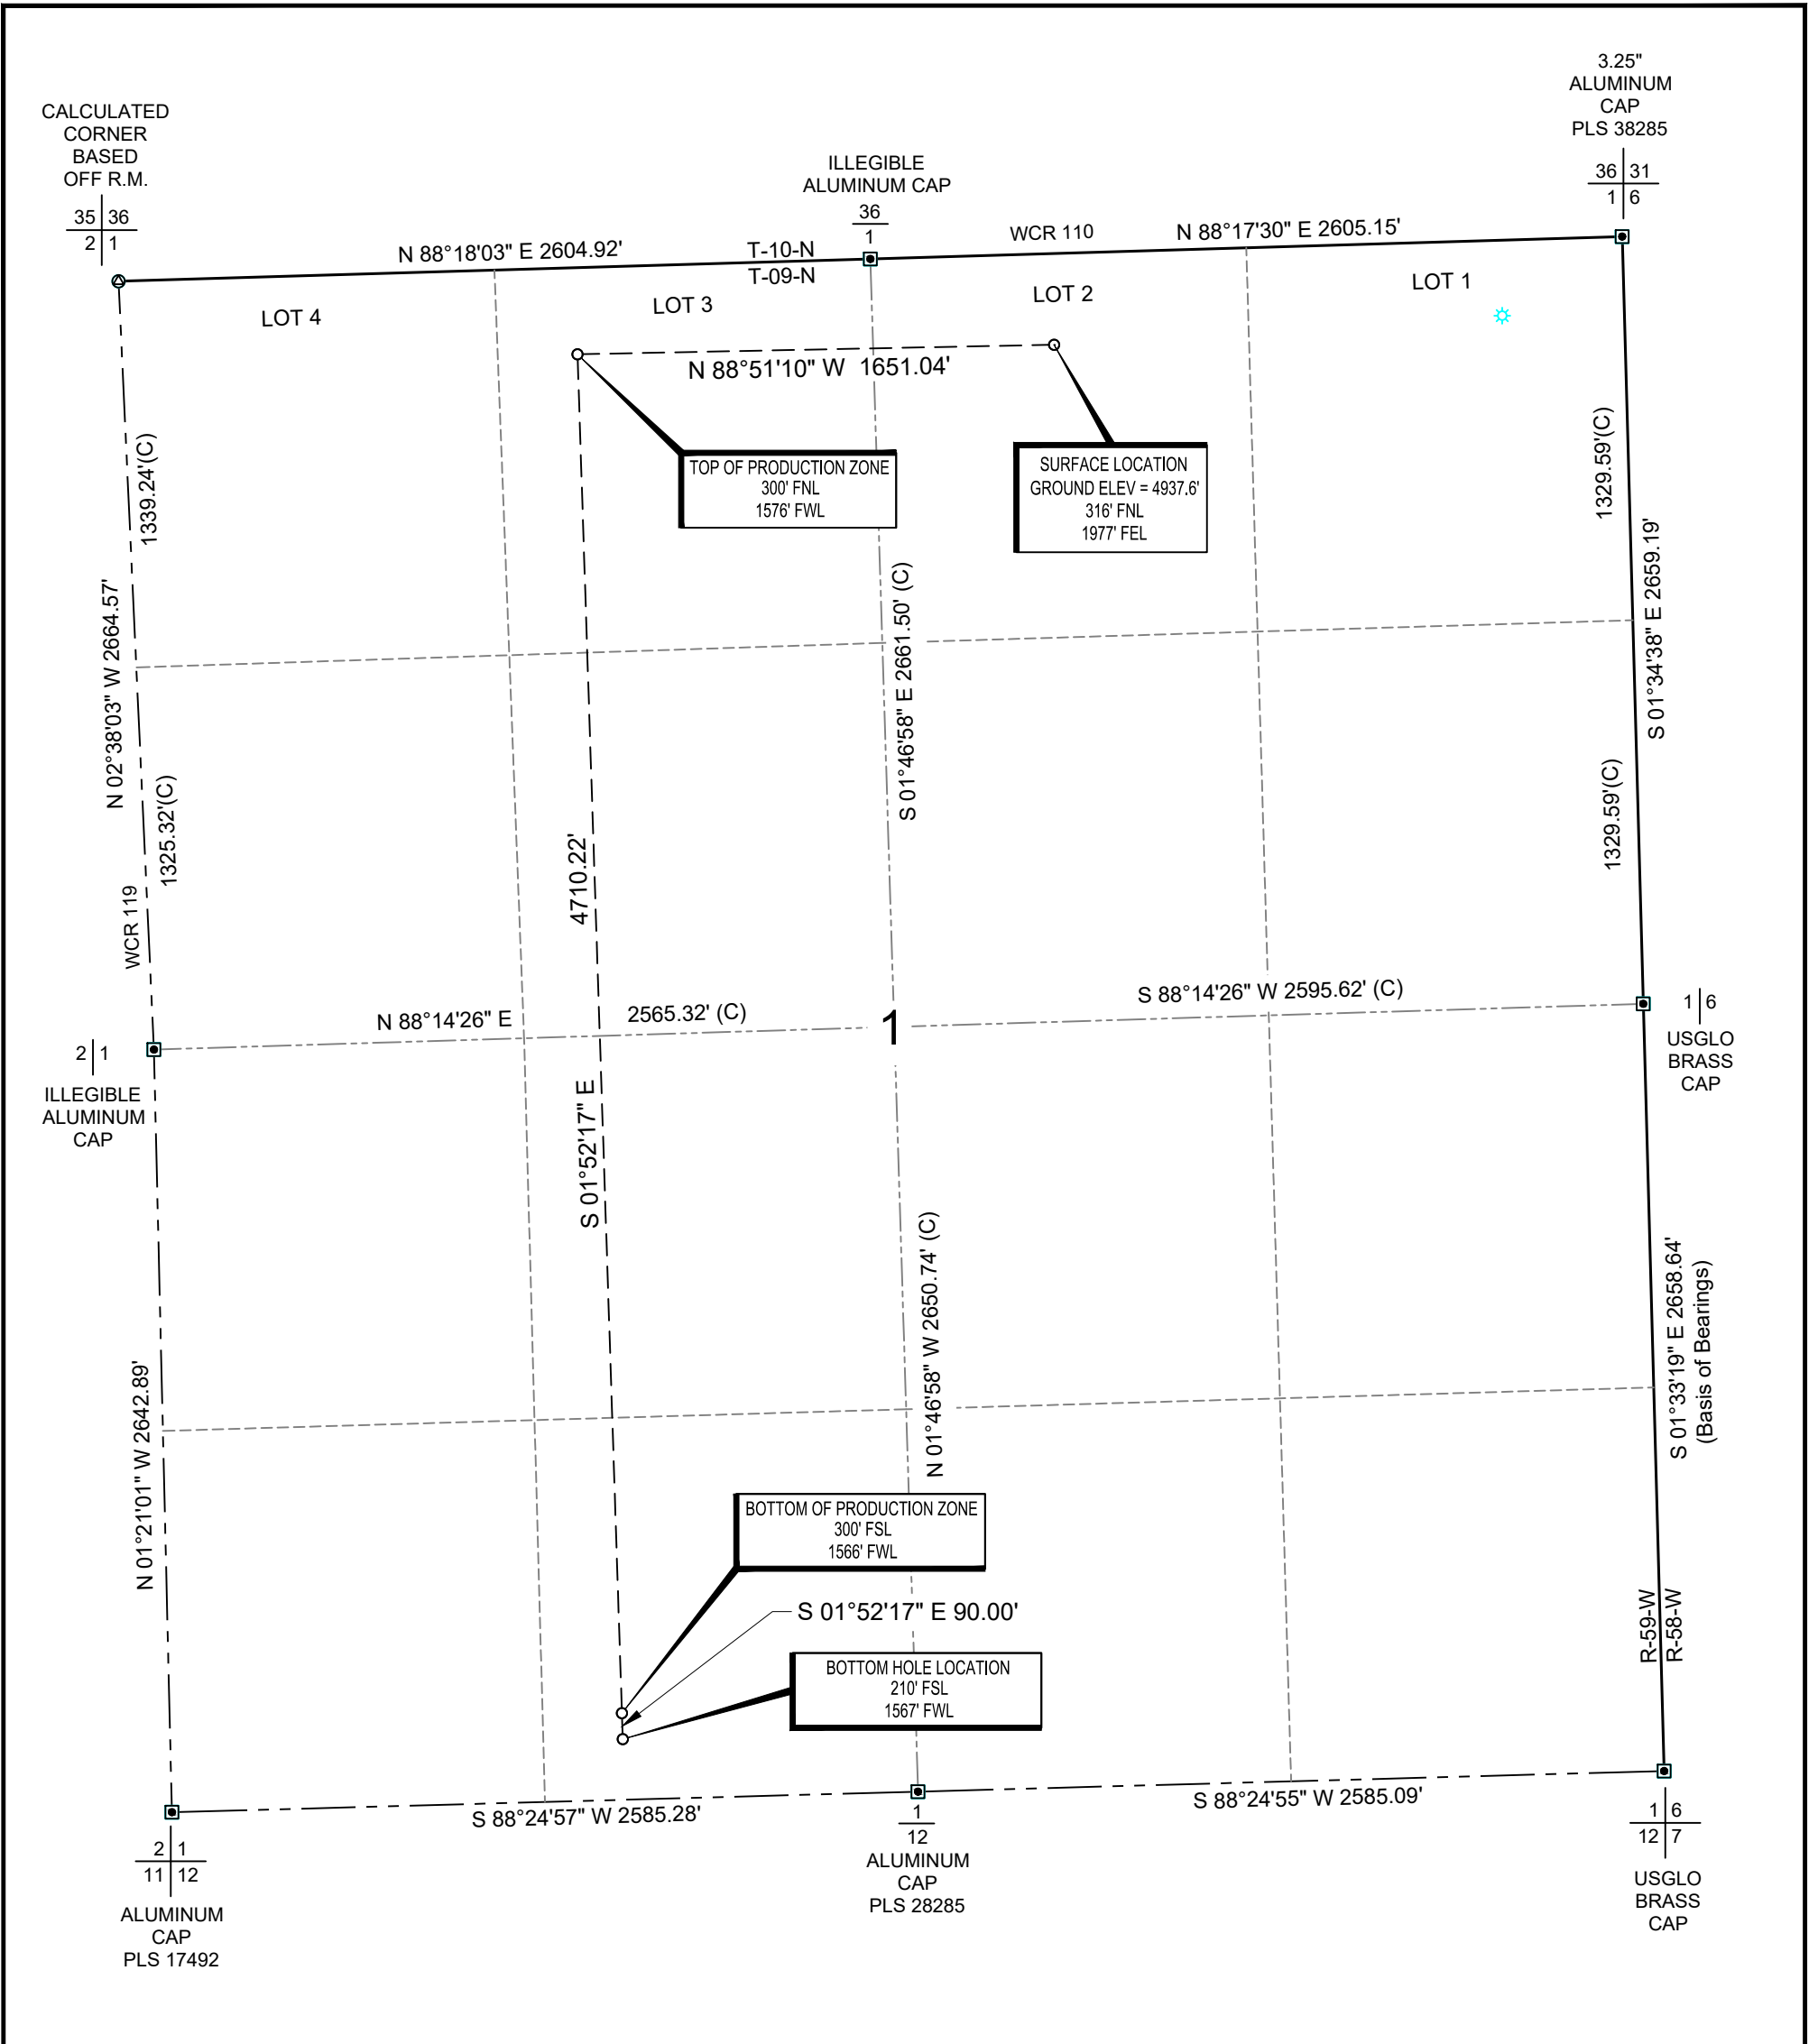 3.25"
ALUMINUM
CAP
PLS 38285
36 31
1 6
CALCULATED
CORNER
BASED
OFF R.M.
35 36
2 1
ILLEGIBLE
ALUMINUM CAP
36
1
N 88°18'03" E 2604.92'
T-10-N
T-09-N
WCR 110
N 88°17'30" E 2605.15'
LOT 4
LOT 3
LOT 2
LOT 1
N 88°51'10" W 1651.04'
TOP OF PRODUCTION ZONE
300' FNL
1576' FWL
SURFACE LOCATION
GROUND ELEV = 4937.6'
316' FNL
1977' FEL
1339.24'(C)
N 02°38'03" W 2664.57'
1325.32'(C)
WCR 119
S 01°46'58" E 2661.50' (C)
1329.59'(C)
S 01°34'38" E 2659.19'
1329.59'(C)
4710.22'
S 01°52'17" E
N 88°14'26" E
2565.32' (C)
1
S 88°14'26" W 2595.62' (C)
2 1
ILLEGIBLE
ALUMINUM
CAP
1 6
USGLO
BRASS
CAP
N 01°21'01" W 2642.89'
N 01°46'58" W 2650.74' (C)
S 01°33'19" E 2658.64'
(Basis of Bearings)
BOTTOM OF PRODUCTION ZONE
300' FSL
1566' FWL
S 01°52'17" E 90.00'
BOTTOM HOLE LOCATION
210' FSL
1567' FWL
R-59-W
R-58-W
S 88°24'57" W 2585.28'
S 88°24'55" W 2585.09'
2 1
11 12
ALUMINUM
CAP
PLS 17492
1
12
ALUMINUM
CAP
PLS 28285
1 6
12 7
USGLO
BRASS
CAP